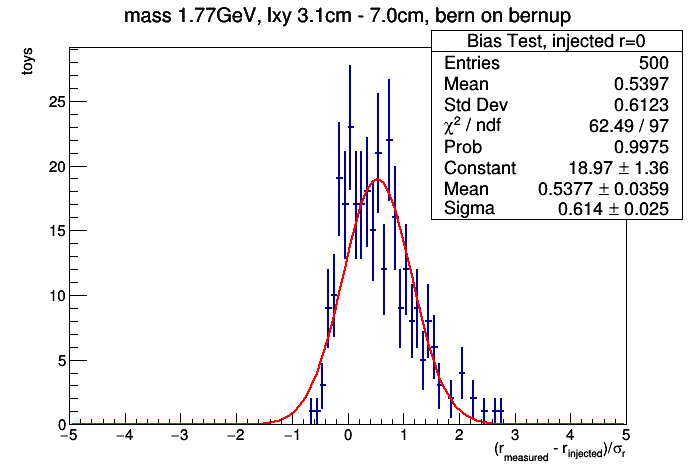 mass 1.77GeV, lxy 3.1cm - 7.0cm, bern on bernup
Bias Test, injected r=0
Entries 500
Mean 0.5397
Std Dev 0.6123
χ² / ndf 62.49 / 97
Prob 0.9975
Constant 18.97 ± 1.36
Mean 0.5377 ± 0.0359
Sigma 0.614 ± 0.025
toys
25
20
15
10
5
0
−5 −4 −3 −2 −1 0 1 2 3 4 5
(r_measured - r_injected)/σ_r